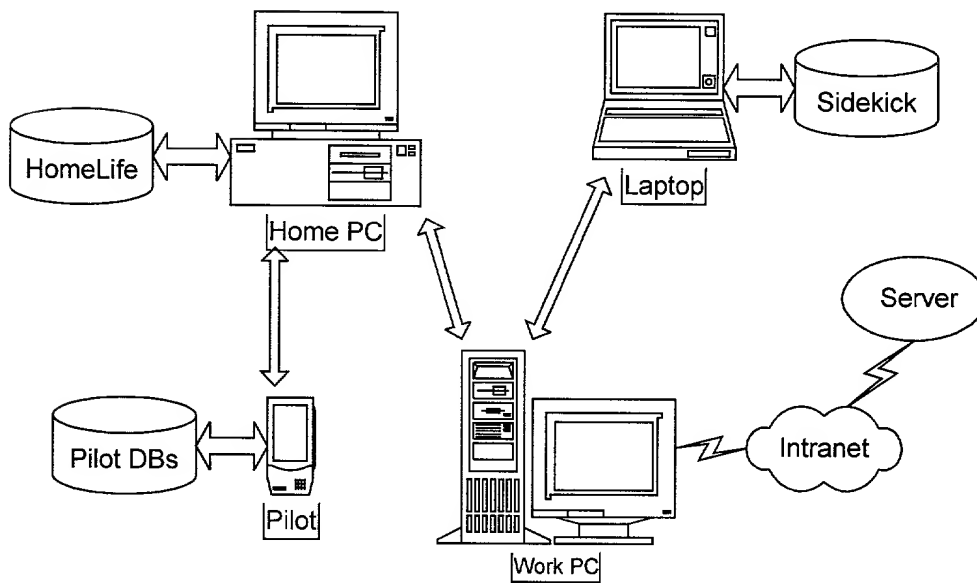 HomeLife
Home PC
Laptop
Sidekick
Server
Pilot DBs
Pilot
Intranet
Work PC